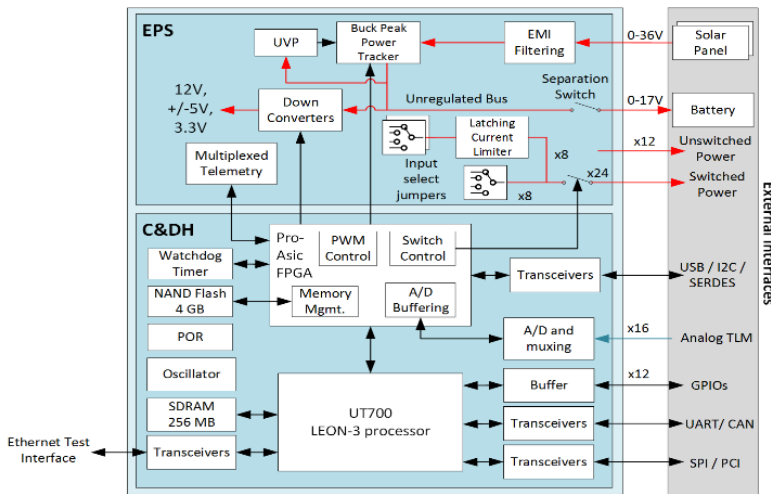 EPS
UVP
Buck Peak
Power
Tracker
EMI
Filtering
0-36V
Solar
Panel
Separation
Switch
12V,
+/-5V,
3.3V
Down
Converters
Unregulated Bus
0-17V
Battery
Latching
Current
Limiter
x12
Unswitched
Power
Multiplexed
Telemetry
Input
select
jumpers
x8
x8
x24
Switched
Power
External Interfaces
C&DH
Pro-
Asic
FPGA
PWM
Control
Switch
Control
Watchdog
Timer
Transceivers
USB / I2C /
SERDES
NAND Flash
4 GB
Memory
Mgmt.
A/D
Buffering
POR
A/D and
muxing
x16
Analog TLM
Oscillator
UT700
LEON-3 processor
Buffer
x12
GPIOs
SDRAM
256 MB
Transceivers
UART/ CAN
Ethernet Test
Interface
Transceivers
Transceivers
SPI / PCI